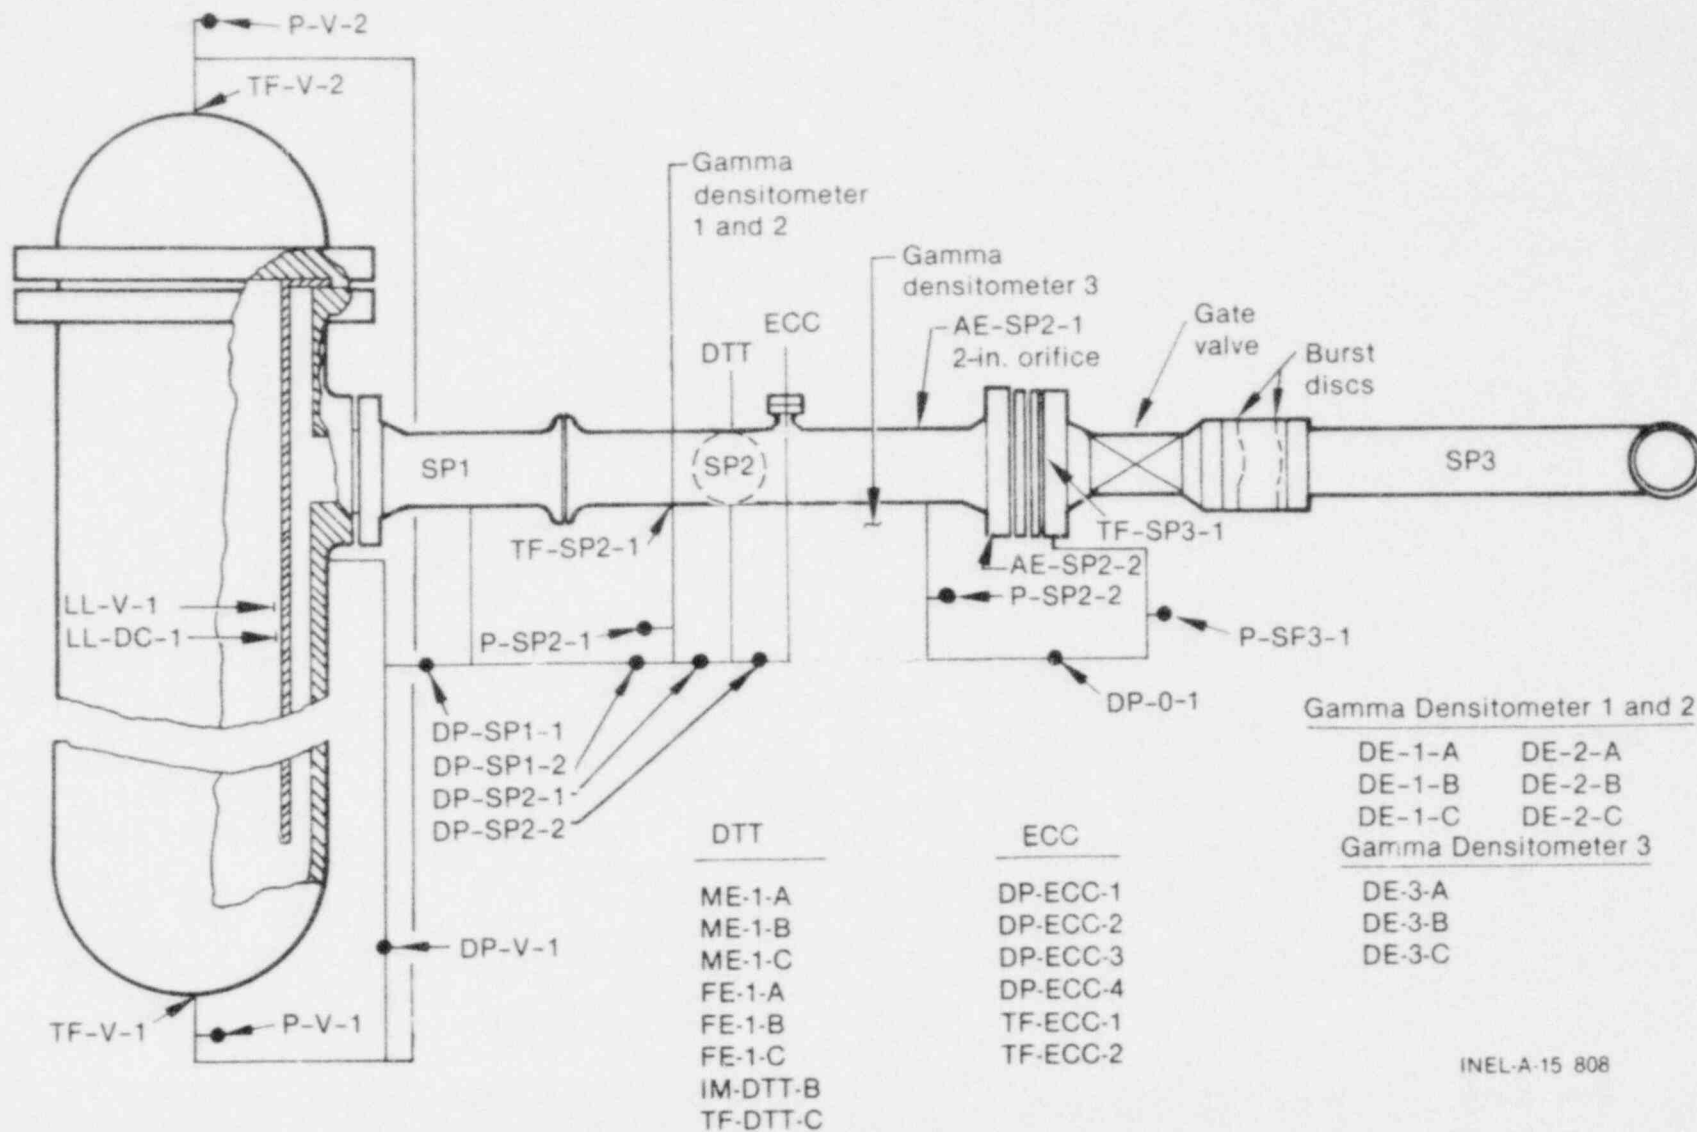 P-V-2
TF-V-2
Gamma
densitometer
1 and 2
Gamma
densitometer 3
ECC
DTT
AE-SP2-1
2-in. orifice
Gate
valve
Burst
discs
SP1
SP2
SP3
TF-SP2-1
TF-SP3-1
AE-SP2-2
P-SP2-2
LL-V-1
LL-DC-1
P-SP2-1
P-SP3-1
DP-O-1
DP-SP1-1
DP-SP1-2
DP-SP2-1
DP-SP2-2
DP-V-1
TF-V-1
P-V-1
DTT
ME-1-A
ME-1-B
ME-1-C
FE-1-A
FE-1-B
FE-1-C
IM-DTT-B
TF-DTT-C
ECC
DP-ECC-1
DP-ECC-2
DP-ECC-3
DP-ECC-4
TF-ECC-1
TF-ECC-2
Gamma Densitometer 1 and 2
DE-1-A DE-2-A
DE-1-B DE-2-B
DE-1-C DE-2-C
Gamma Densitometer 3
DE-3-A
DE-3-B
DE-3-C
INEL-A-15 808